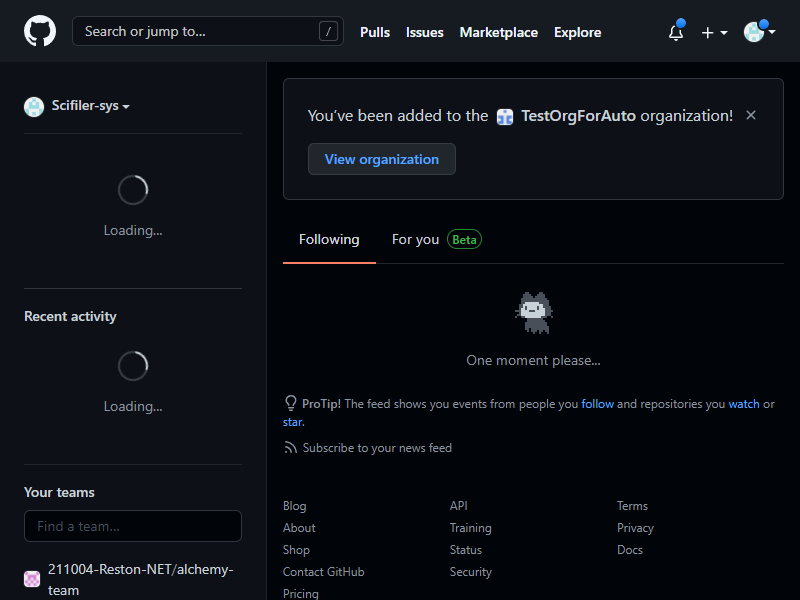 Search or jump to... /
Pulls Issues Marketplace Explore
Scifiler-sys
Loading...
Recent activity
Loading...
Your teams
Find a team...
211004-Reston-NET/alchemy-
team
You've been added to the TestOrgForAuto organization!
View organization
Following For you Beta
One moment please...
ProTip! The feed shows you events from people you follow and repositories you watch or
star.
Subscribe to your news feed
Blog
About
Shop
Contact GitHub
Pricing
API
Training
Status
Security
Terms
Privacy
Docs